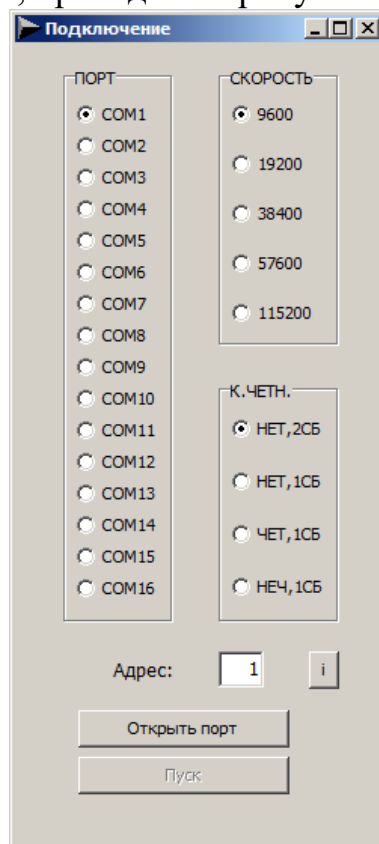 Подключение
ПОРТ
COM1
COM2
COM3
COM4
COM5
COM6
COM7
COM8
COM9
COM10
COM11
COM12
COM13
COM14
COM15
COM16
СКОРОСТЬ
9600
19200
38400
57600
115200
К.ЧЕТН.
НЕТ,2СБ
НЕТ,1СБ
ЧЕТ,1СБ
НЕЧ,1СБ
Адрес: 1 i
Открыть порт
Пуск